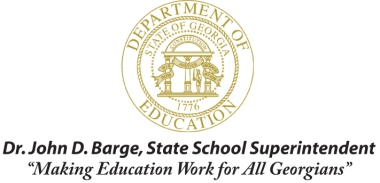 DEPARTMENT OF
STATE OF GEORGIA
CONSTITUTION
1776
EDUCATION
Dr. John D. Barge, State School Superintendent
“Making Education Work for All Georgians”